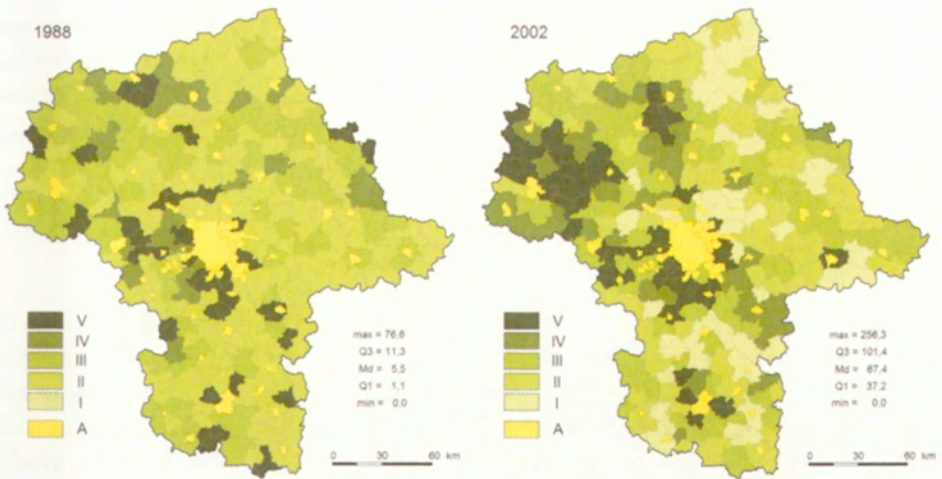 1988
V
IV
III
II
I
A
max = 76,6
Q3 = 11,3
Md = 5,5
Q1 = 1,1
min = 0,0
0 30 60 km
2002
V
IV
III
II
I
A
max = 256,3
Q3 = 101,4
Md = 67,4
Q1 = 37,2
min = 0,0
0 30 60 km